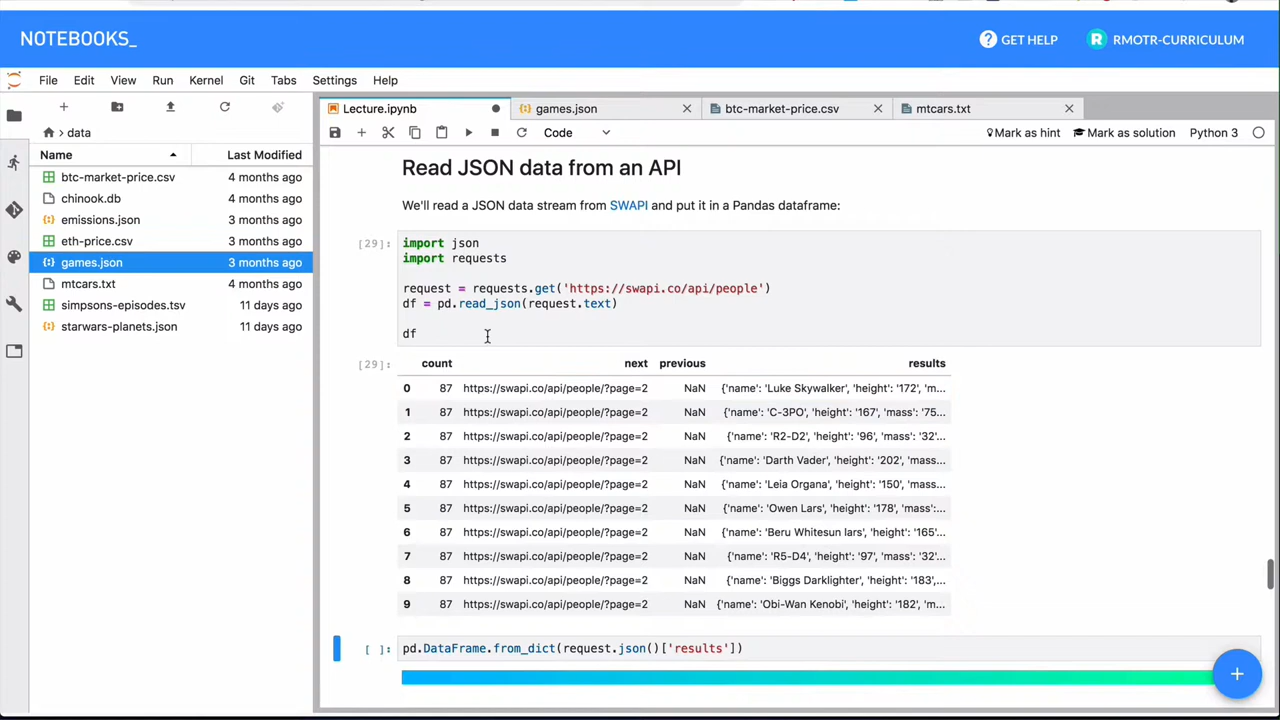 NOTEBOOKS_
GET HELP
R RMOTR-CURRICULUM
File Edit View Run Kernel Git Tabs Settings Help
Lecture.ipynb games.json btc-market-price.csv mtcars.txt
data
Code Mark as hint Mark as solution Python 3
Name Last Modified
btc-market-price.csv 4 months ago
chinook.db 4 months ago
emissions.json 3 months ago
eth-price.csv 3 months ago
games.json 3 months ago
mtcars.txt 4 months ago
simpsons-episodes.tsv 11 days ago
starwars-planets.json 11 days ago
Read JSON data from an API
We'll read a JSON data stream from SWAPI and put it in a Pandas dataframe:
[29]: import json
import requests
request = requests.get('https://swapi.co/api/people')
df = pd.read_json(request.text)
df
[29]: count next previous results
0 87 https://swapi.co/api/people/?page=2 NaN {'name': 'Luke Skywalker', 'height': '172', 'm...
1 87 https://swapi.co/api/people/?page=2 NaN {'name': 'C-3PO', 'height': '167', 'mass': '75...
2 87 https://swapi.co/api/people/?page=2 NaN {'name': 'R2-D2', 'height': '96', 'mass': '32'...
3 87 https://swapi.co/api/people/?page=2 NaN {'name': 'Darth Vader', 'height': '202', 'mass...
4 87 https://swapi.co/api/people/?page=2 NaN {'name': 'Leia Organa', 'height': '150', 'mass...
5 87 https://swapi.co/api/people/?page=2 NaN {'name': 'Owen Lars', 'height': '178', 'mass':...
6 87 https://swapi.co/api/people/?page=2 NaN {'name': 'Beru Whitesun lars', 'height': '165'...
7 87 https://swapi.co/api/people/?page=2 NaN {'name': 'R5-D4', 'height': '97', 'mass': '32'...
8 87 https://swapi.co/api/people/?page=2 NaN {'name': 'Biggs Darklighter', 'height': '183',...
9 87 https://swapi.co/api/people/?page=2 NaN {'name': 'Obi-Wan Kenobi', 'height': '182', 'm...
[ ]: pd.DataFrame.from_dict(request.json()['results'])